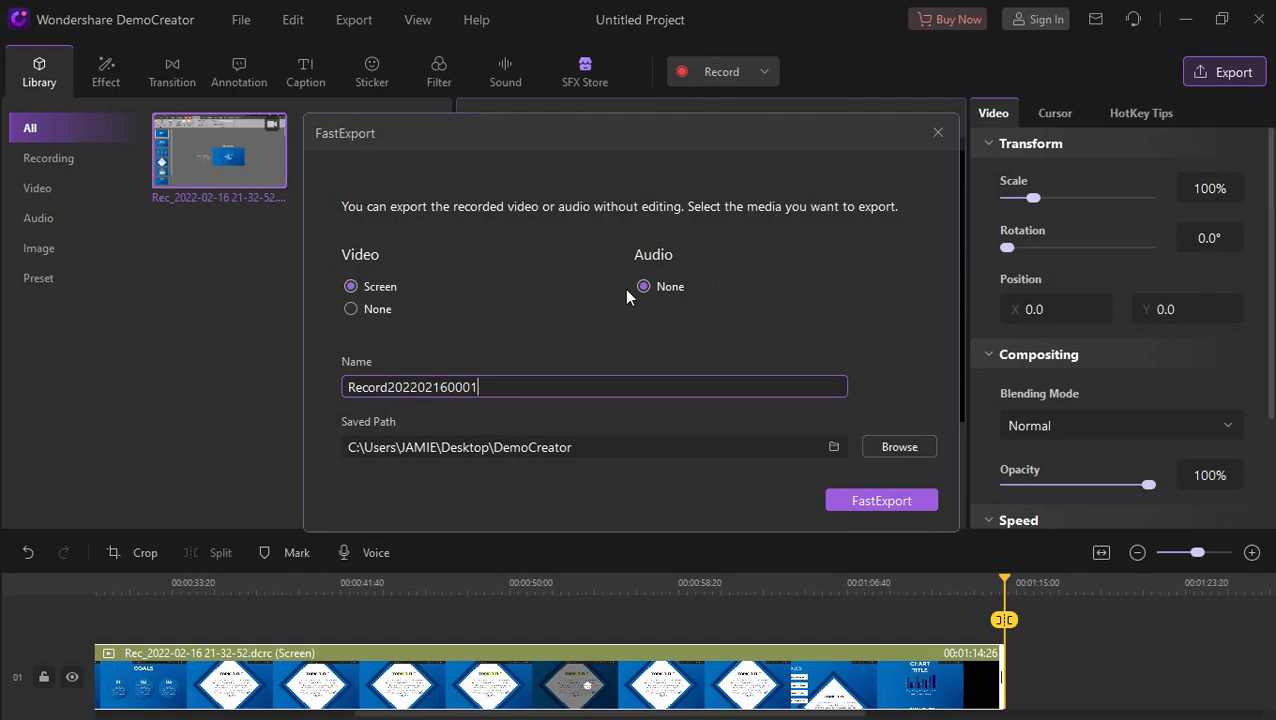 Wondershare DemoCreator File Edit Export View Help Untitled Project Buy Now Sign In
Library Effect Transition Annotation Caption Sticker Filter Sound SFX Store Record Export
All
Recording
Video
Audio
Image
Preset
Rec_2022-02-16 21-32-52....
FastExport
You can export the recorded video or audio without editing. Select the media you want to export.
Video Audio
Screen None
None
Name
Record202202160001
Saved Path
C:\Users\JAMIE\Desktop\DemoCreator Browse
FastExport
Video Cursor HotKey Tips
Transform
Scale
100%
Rotation
0.0°
Position
X 0.0 Y 0.0
Compositing
Blending Mode
Normal
Opacity
100%
Speed
Crop Split Mark Voice
00:00:33:20 00:00:41:40 00:00:50:00 00:00:58:20 00:01:06:40 00:01:15:00 00:01:23:20
Rec_2022-02-16 21-32-52.dcrc (Screen) 00:01:14:26
01
GOALS
CHART
TITLE